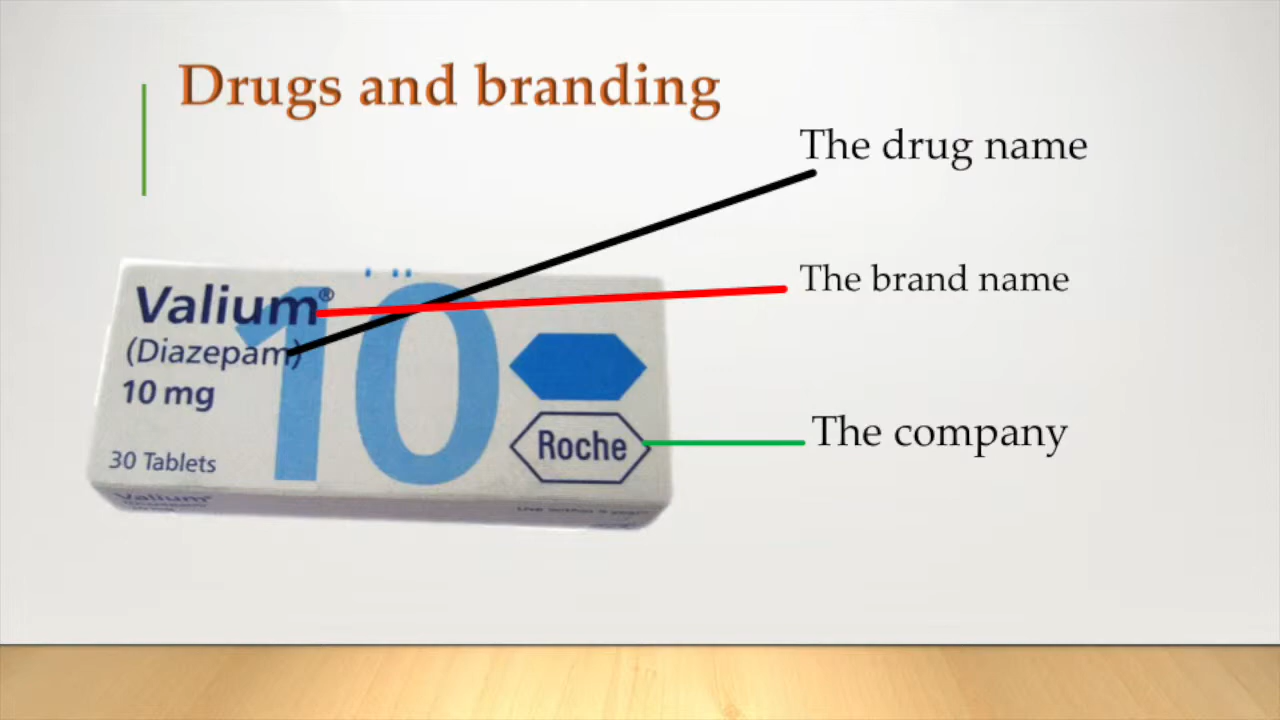 Drugs and branding
The drug name
The brand name
The company
Valium®
(Diazepam)
10 mg
10
30 Tablets
Roche
Valium®